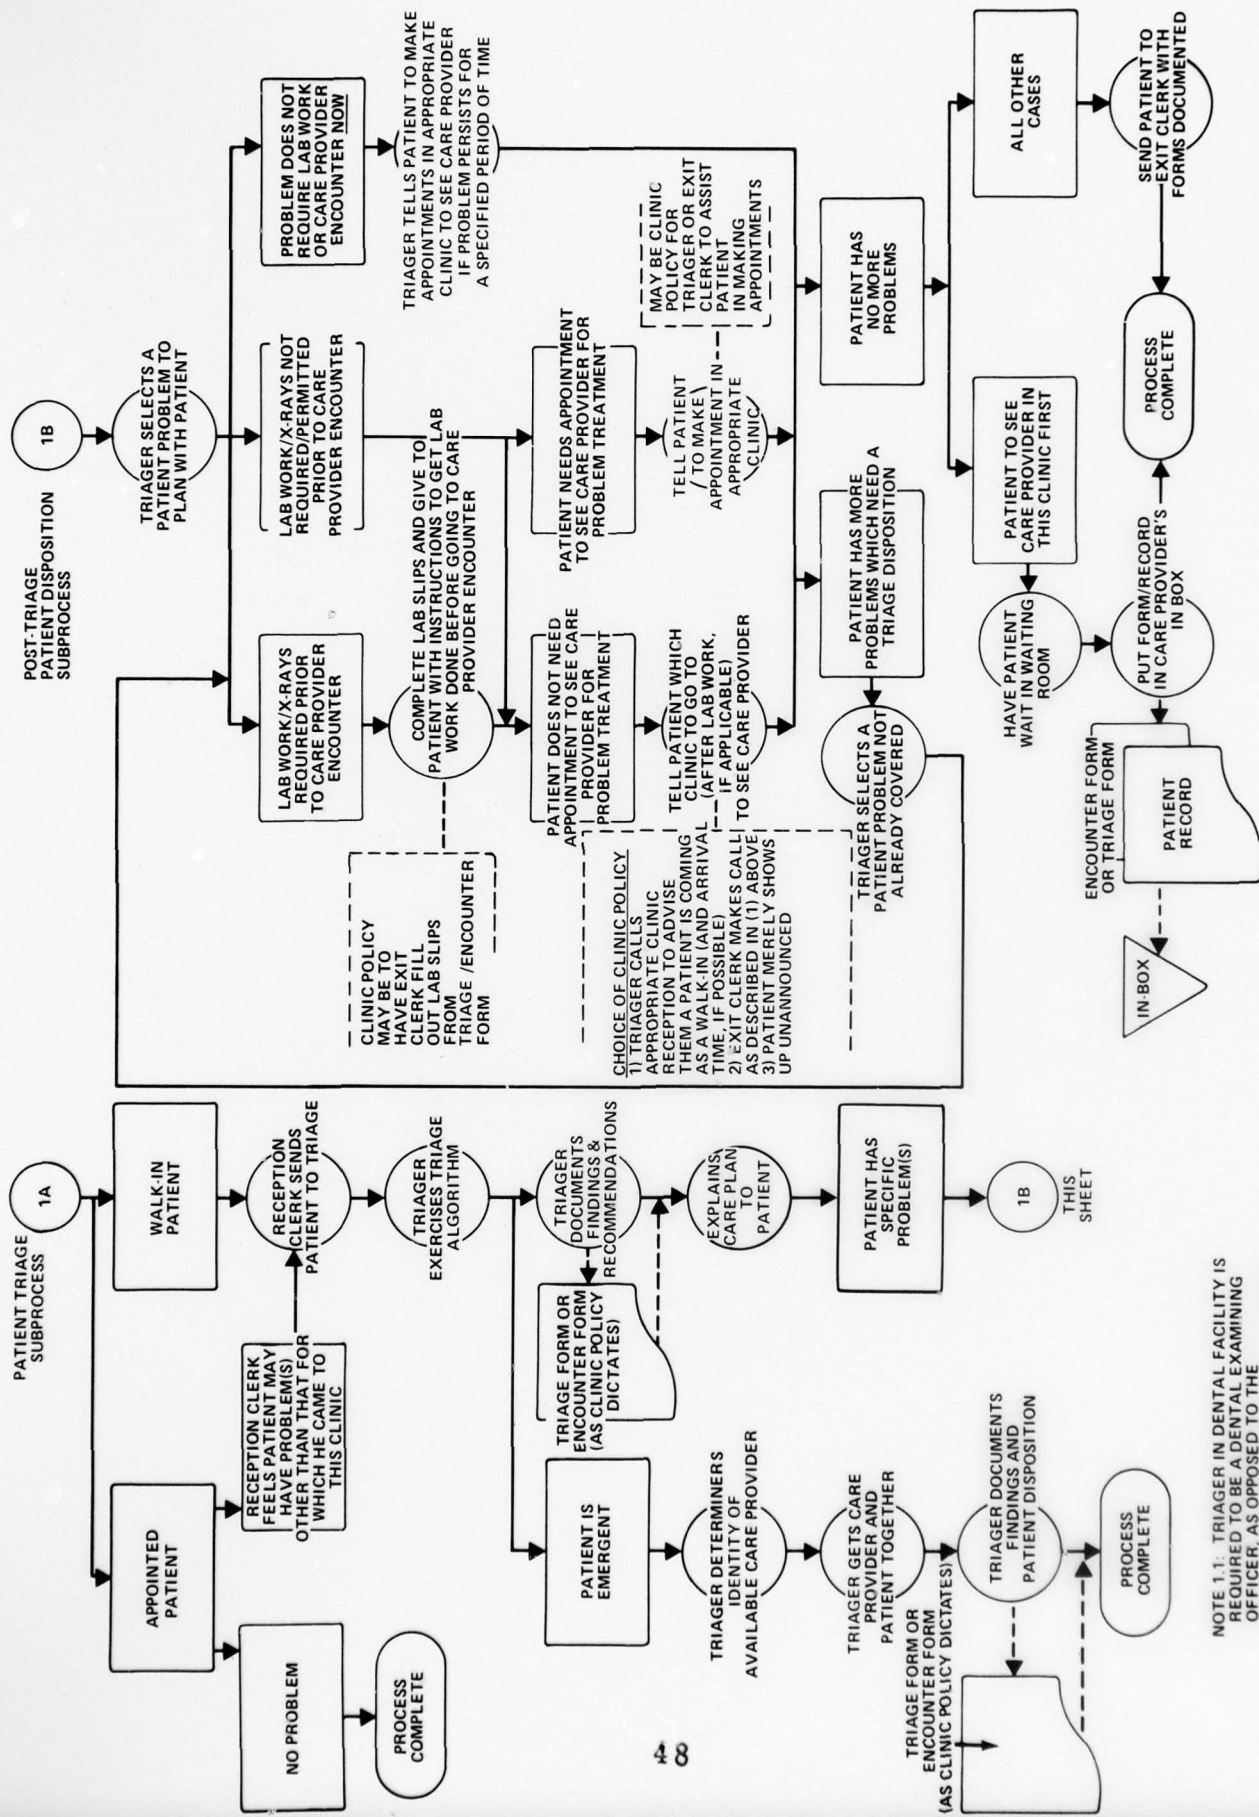 PATIENT TRIAGE
SUBPROCESS
1A
APPOINTED
PATIENT
WALK-IN
PATIENT
NO PROBLEM
PROCESS
COMPLETE
RECEPTION CLERK
FEELS PATIENT MAY
HAVE PROBLEM(S)
OTHER THAN THAT FOR
WHICH HE CAME TO
THIS CLINIC
RECEPTION
CLERK SENDS
PATIENT TO TRIAGE
TRIAGER
EXERCISES TRIAGE
ALGORITHM
PATIENT IS
EMERGENT
TRIAGER DETERMINERS
IDENTITY OF
AVAILABLE CARE PROVIDER
TRIAGER GETS CARE
PROVIDER AND
PATIENT TOGETHER
TRIAGER DOCUMENTS
FINDINGS AND
PATIENT DISPOSITION
TRIAGE FORM OR
ENCOUNTER FORM
(AS CLINIC POLICY DICTATES)
PROCESS
COMPLETE
TRIAGER
DOCUMENTS
FINDINGS &
RECOMMENDATIONS
TRIAGE FORM OR
ENCOUNTER FORM
(AS CLINIC POLICY
DICTATES)
EXPLAINS
CARE PLAN
TO
PATIENT
PATIENT HAS
SPECIFIC
PROBLEM(S)
1B
THIS
SHEET
NOTE 1.1: TRIAGER IN DENTAL FACILITY IS
REQUIRED TO BE A DENTAL EXAMINING
OFFICER, AS OPPOSED TO THE
POST-TRIAGE
PATIENT DISPOSITION
SUBPROCESS
1B
TRIAGER SELECTS A
PATIENT PROBLEM TO
PLAN WITH PATIENT
LAB WORK/X-RAYS
REQUIRED PRIOR
TO CARE PROVIDER
ENCOUNTER
LAB WORK/X-RAYS NOT
REQUIRED/PERMITTED
PRIOR TO CARE
PROVIDER ENCOUNTER
PROBLEM DOES NOT
REQUIRE LAB WORK
OR CARE PROVIDER
ENCOUNTER NOW
CLINIC POLICY
MAY BE TO
HAVE EXIT
CLERK FILL
OUT LAB SLIPS
FROM
TRIAGE /ENCOUNTER
FORM
COMPLETE LAB SLIPS AND GIVE TO
PATIENT WITH INSTRUCTIONS TO GET LAB
WORK DONE BEFORE GOING TO CARE
PROVIDER ENCOUNTER
TRIAGER TELLS PATIENT TO MAKE
APPOINTMENTS IN APPROPRIATE
CLINIC TO SEE CARE PROVIDER
IF PROBLEM PERSISTS FOR
A SPECIFIED PERIOD OF TIME
PATIENT DOES NOT NEED
APPOINTMENT TO SEE CARE
PROVIDER FOR
PROBLEM TREATMENT
PATIENT NEEDS APPOINTMENT
TO SEE CARE PROVIDER FOR
PROBLEM TREATMENT
CHOICE OF CLINIC POLICY
1) TRIAGER CALLS
APPROPRIATE CLINIC
RECEPTION TO ADVISE
THEM A PATIENT IS COMING
AS A WALK-IN (AND ARRIVAL
TIME, IF POSSIBLE)
2) EXIT CLERK MAKES CALL
AS DESCRIBED IN (1) ABOVE
3) PATIENT MERELY SHOWS
UP UNANNOUNCED
TELL PATIENT WHICH
CLINIC TO GO TO
(AFTER LAB WORK,
IF APPLICABLE)
TO SEE CARE PROVIDER
TELL PATIENT
TO MAKE
APPOINTMENT IN
APPROPRIATE
CLINIC
MAY BE CLINIC
POLICY FOR
TRIAGER OR EXIT
CLERK TO ASSIST
PATIENT
IN MAKING
APPOINTMENTS
PATIENT HAS MORE
PROBLEMS WHICH NEED A
TRIAGE DISPOSITION
TRIAGER SELECTS A
PATIENT PROBLEM NOT
ALREADY COVERED
PATIENT HAS
NO MORE
PROBLEMS
PATIENT TO SEE
CARE PROVIDER IN
THIS CLINIC FIRST
ALL OTHER
CASES
HAVE PATIENT
WAIT IN WAITING
ROOM
PUT FORM/RECORD
IN CARE PROVIDER'S
IN BOX
ENCOUNTER FORM
OR TRIAGE FORM
PATIENT
RECORD
IN-BOX
SEND PATIENT TO
EXIT CLERK WITH
FORMS DOCUMENTED
PROCESS
COMPLETE
48